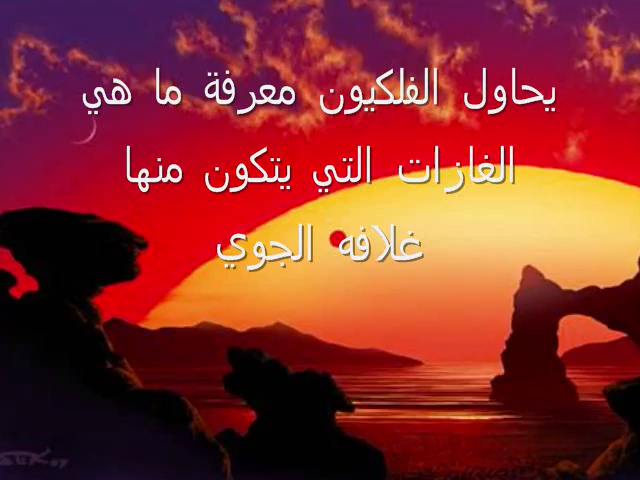 يحاول الفلكيون معرفة ما هي
الغازات التي يتكون منها
غلافه الجوي